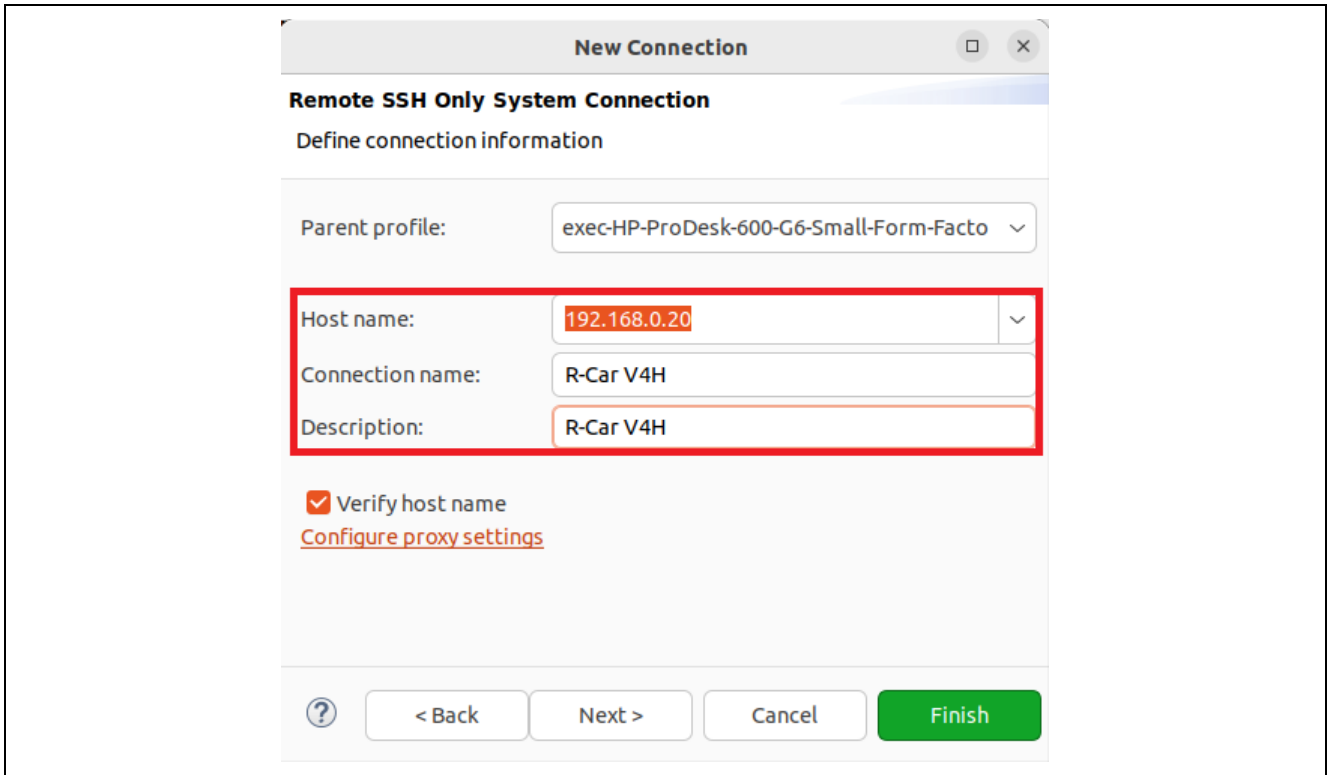 New Connection
Remote SSH Only System Connection
Define connection information
Parent profile: exec-HP-ProDesk-600-G6-Small-Form-Facto
Host name: 192.168.0.20
Connection name: R-Car V4H
Description: R-Car V4H
Verify host name
Configure proxy settings
? < Back Next > Cancel Finish